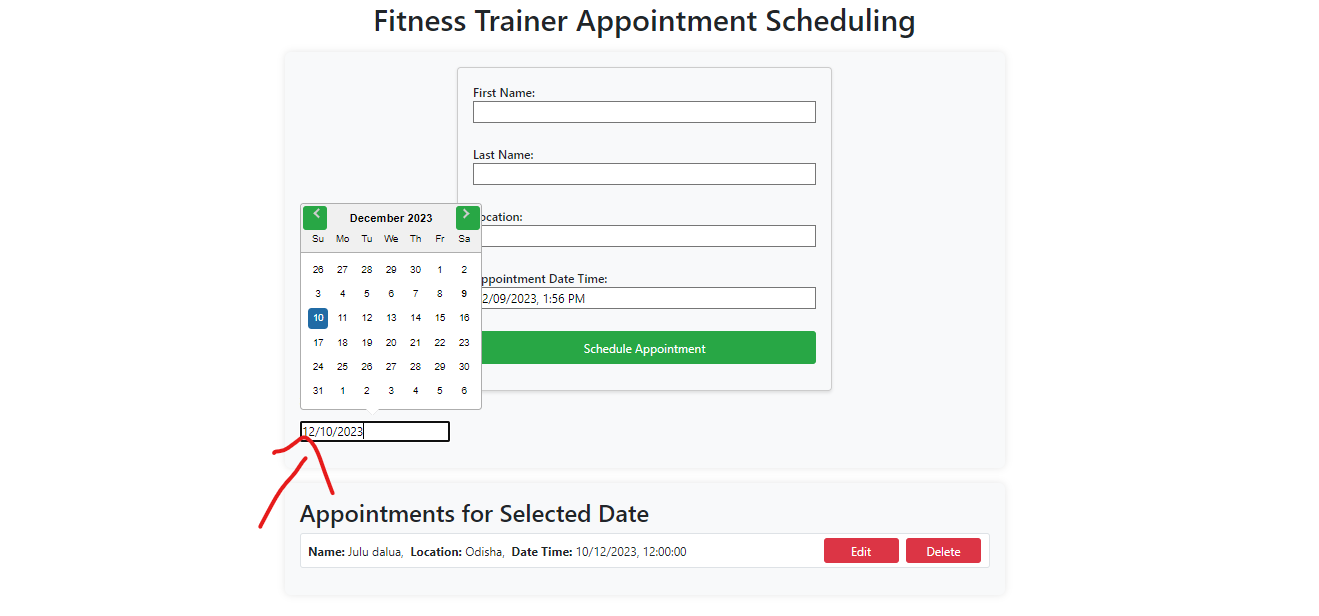 Fitness Trainer Appointment Scheduling
First Name:
Last Name:
ocation:
ppointment Date Time:
2/09/2023, 1:56 PM
Schedule Appointment
December 2023
Su Mo Tu We Th Fr Sa
26 27 28 29 30 1 2
3 4 5 6 7 8 9
10 11 12 13 14 15 16
17 18 19 20 21 22 23
24 25 26 27 28 29 30
31 1 2 3 4 5 6
12/10/2023
Appointments for Selected Date
Name: Julu dalua, Location: Odisha, Date Time: 10/12/2023, 12:00:00 Edit Delete